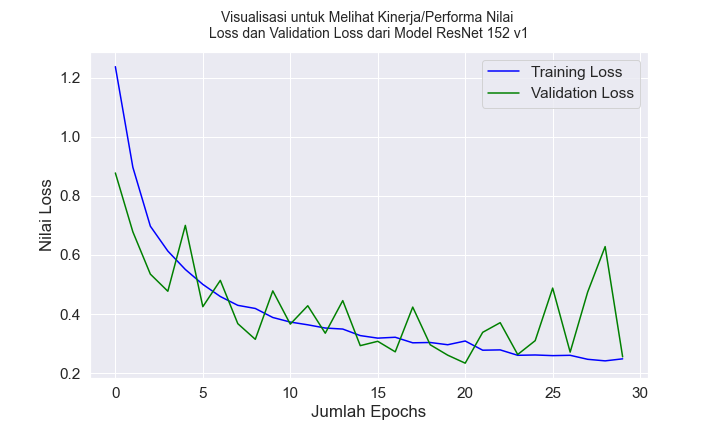 Visualisasi untuk Melihat Kinerja/Performa Nilai
Loss dan Validation Loss dari Model ResNet 152 v1
Training Loss
Validation Loss
Nilai Loss
1.2
1.0
0.8
0.6
0.4
0.2
0
5
10
15
20
25
30
Jumlah Epochs